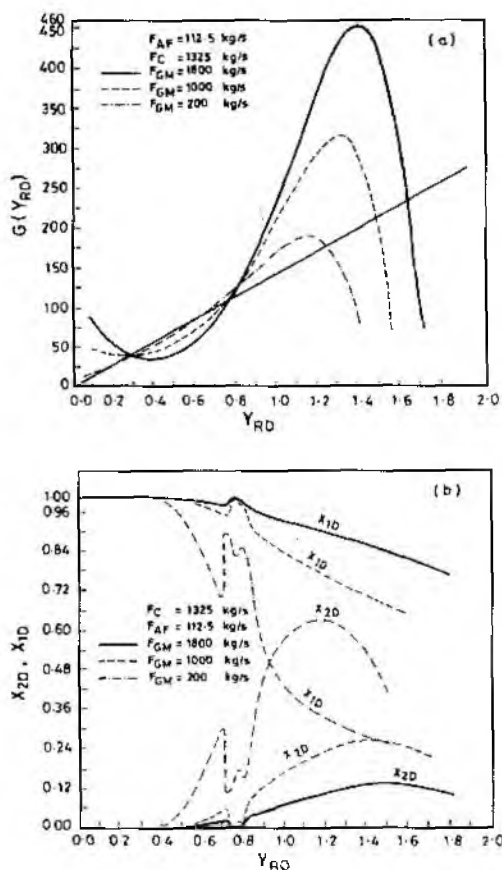 (a)
F_AF = 112·5 kg/s
F_C = 1325 kg/s
F_GM = 1800 kg/s
F_GM = 1000 kg/s
F_GM = 200 kg/s
G(Y_RD)
460
450
400
350
300
250
200
150
100
50
0
0·0 0·2 0·4 0·6 0·8 1·0 1·2 1·4 1·6 1·8 2·0
Y_RD
(b)
X_2D, X_1D
1·00
0·96
0·84
0·72
0·60
0·48
0·36
0·24
0·12
0·00
X_1D
X_1D
X_2D
F_C = 1325 kg/s
F_AF = 112·5 kg/s
F_GM = 1800 kg/s
F_GM = 1000 kg/s
F_GM = 200 kg/s
X_1D
X_2D
X_2D
0·0 0·2 0·4 0·6 0·8 1·0 1·2 1·4 1·6 1·8 2·0
Y_RD